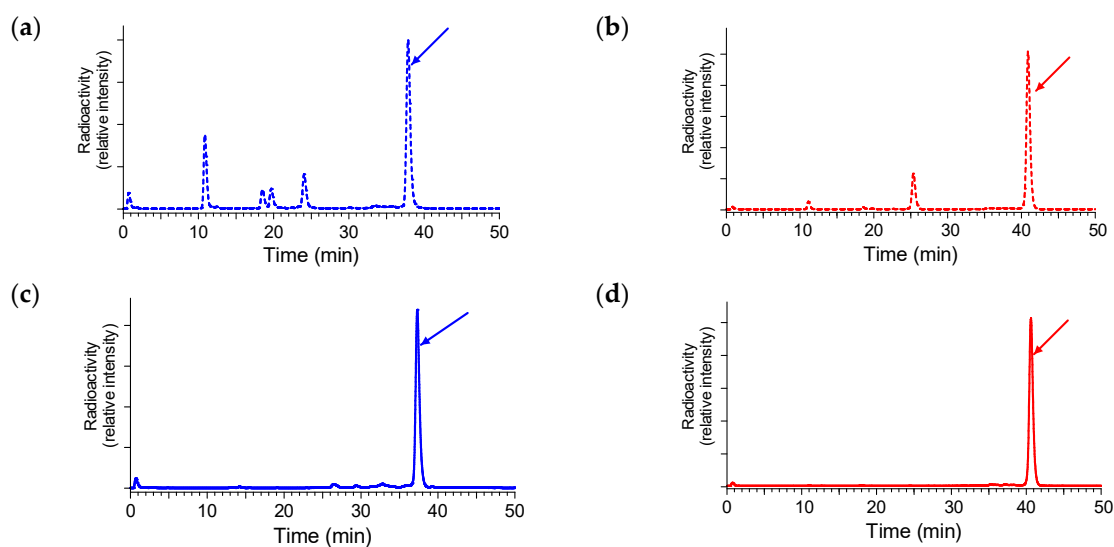 (a)
Radioactivity
(relative intensity)
0 10 20 30 40 50
Time (min)
(b)
Radioactivity
(relative intensity)
0 10 20 30 40 50
Time (min)
(c)
Radioactivity
(relative intensity)
0 10 20 30 40 50
Time (min)
(d)
Radioactivity
(relative intensity)
0 10 20 30 40 50
Time (min)